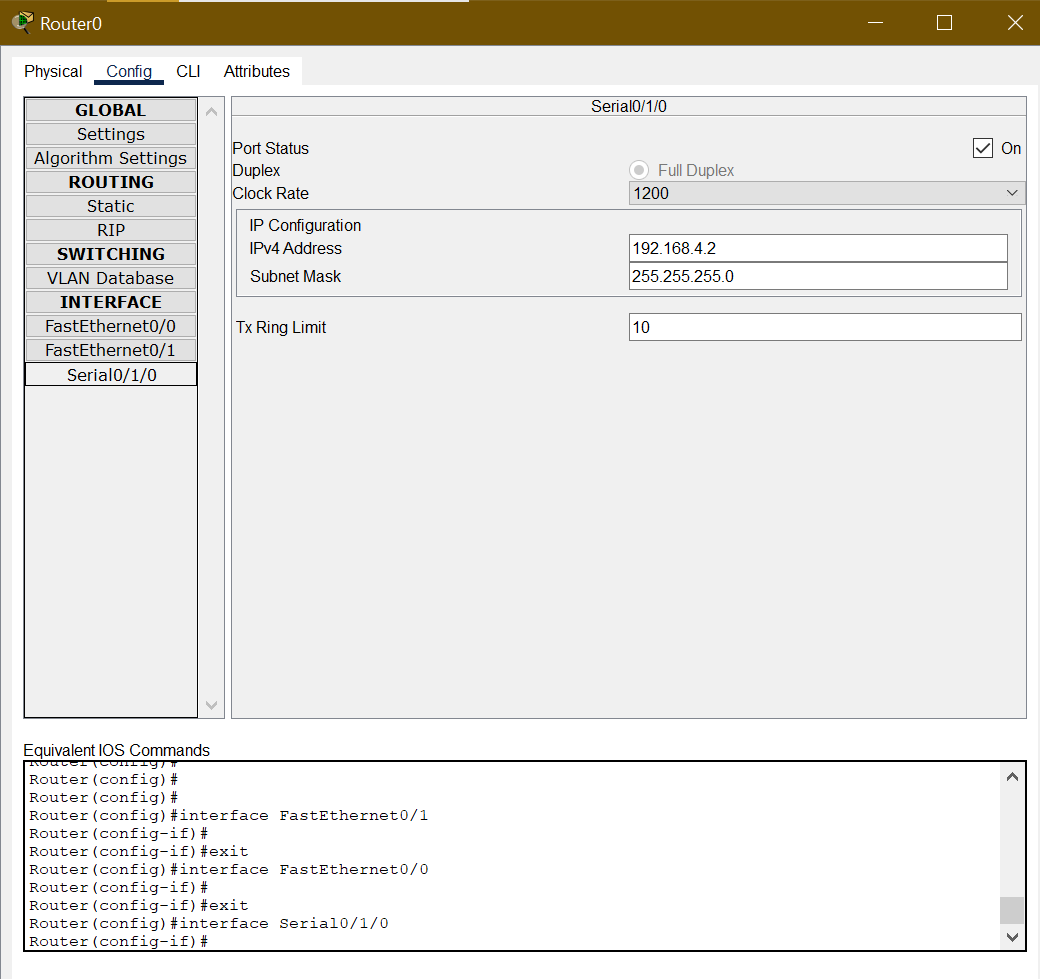 Router0
Physical Config CLI Attributes
GLOBAL
Settings
Algorithm Settings
ROUTING
Static
RIP
SWITCHING
VLAN Database
INTERFACE
FastEthernet0/0
FastEthernet0/1
Serial0/1/0
Serial0/1/0
Port Status On
Duplex Full Duplex
Clock Rate 1200
IP Configuration
IPv4 Address 192.168.4.2
Subnet Mask 255.255.255.0
Tx Ring Limit 10
Equivalent IOS Commands
Router(config)#
Router(config)#
Router(config)#
Router(config)#interface FastEthernet0/1
Router(config-if)#
Router(config-if)#exit
Router(config)#interface FastEthernet0/0
Router(config-if)#
Router(config-if)#exit
Router(config)#interface Serial0/1/0
Router(config-if)#